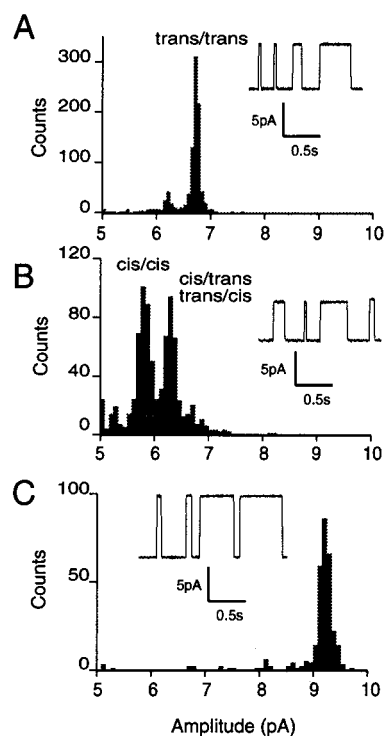 A
trans/trans
300
200
100
0
Counts
5pA
0.5s
5 6 7 8 9 10
B
cis/cis
cis/trans
trans/cis
120
80
40
0
Counts
5pA
0.5s
5 6 7 8 9 10
C
100
50
0
Counts
5pA
0.5s
5 6 7 8 9 10
Amplitude (pA)